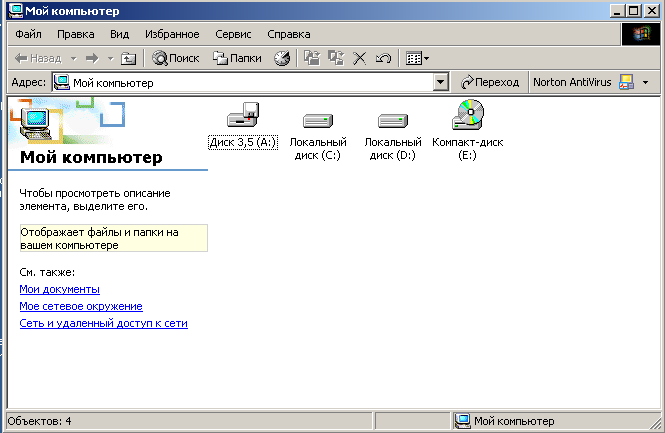 Мой компьютер
Файл Правка Вид Избранное Сервис Справка
Назад Поиск Папки
Адрес: Мой компьютер Переход Norton AntiVirus
Мой компьютер
Чтобы просмотреть описание
элемента, выделите его.
Отображает файлы и папки на
вашем компьютере
См. также:
Мои документы
Мое сетевое окружение
Сеть и удаленный доступ к сети
Диск 3,5 (A:)
Локальный
диск (C:)
Локальный
диск (D:)
Компакт-диск
(E:)
Объектов: 4
Мой компьютер